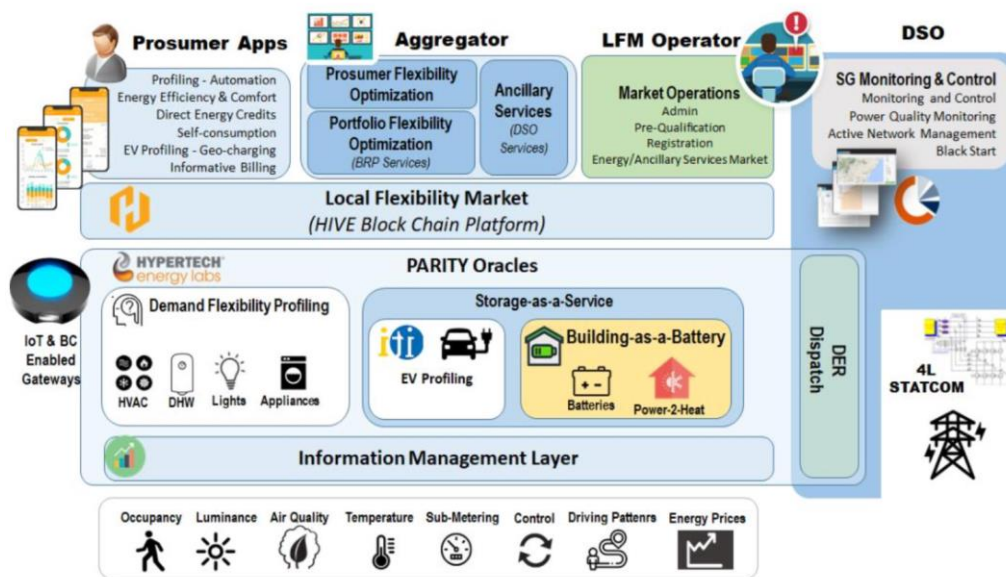 Prosumer Apps
Profiling - Automation
Energy Efficiency & Comfort
Direct Energy Credits
Self-consumption
EV Profiling - Geo-charging
Informative Billing
Aggregator
Prosumer Flexibility
Optimization
Portfolio Flexibility
Optimization
(BRP Services)
Ancillary
Services
(DSO
Services)
LFM Operator
Market Operations
Admin
Pre-Qualification
Registration
Energy/Ancillary Services Market
DSO
SG Monitoring & Control
Monitoring and Control
Power Quality Monitoring
Active Network Management
Black Start
Local Flexibility Market
(HIVE Block Chain Platform)
HYPERTECH
energy labs
PARITY Oracles
IoT & BC
Enabled
Gateways
Demand Flexibility Profiling
HVAC
DHW
Lights
Appliances
Storage-as-a-Service
iti
EV Profiling
Building-as-a-Battery
Batteries
Power-2-Heat
DER
Dispatch
4L
STATCOM
Information Management Layer
Occupancy
Luminance
Air Quality
Temperature
Sub-Metering
Control
Driving Pattenrs
Energy Prices